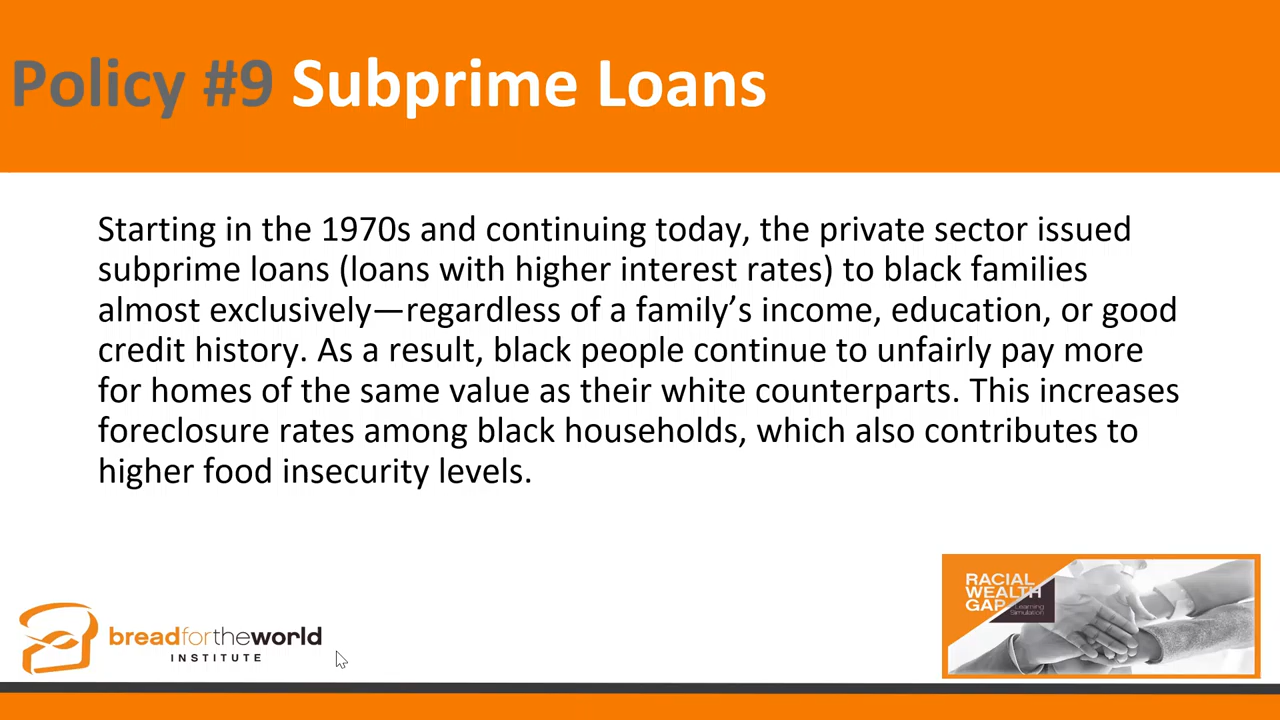 Policy #9 Subprime Loans
Starting in the 1970s and continuing today, the private sector issued
subprime loans (loans with higher interest rates) to black families
almost exclusively—regardless of a family’s income, education, or good
credit history. As a result, black people continue to unfairly pay more
for homes of the same value as their white counterparts. This increases
foreclosure rates among black households, which also contributes to
higher food insecurity levels.
breadfortheworld
INSTITUTE
RACIAL
WEALTH
GAP
Learning
Simulation